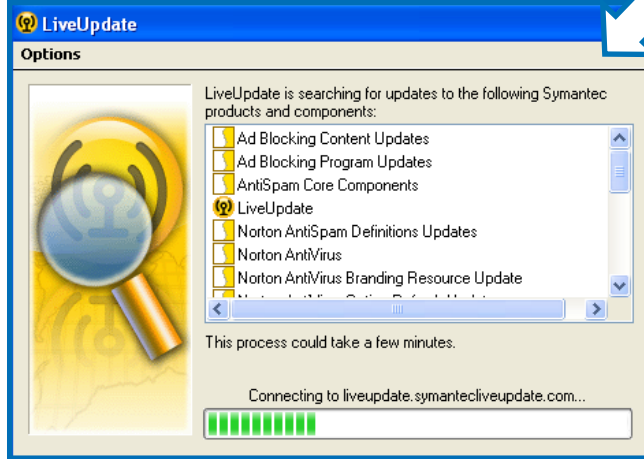 LiveUpdate
Options
LiveUpdate is searching for updates to the following Symantec
products and components:
Ad Blocking Content Updates
Ad Blocking Program Updates
AntiSpam Core Components
LiveUpdate
Norton AntiSpam Definitions Updates
Norton AntiVirus
Norton AntiVirus Branding Resource Update
This process could take a few minutes.
Connecting to liveupdate.symantecliveupdate.com...